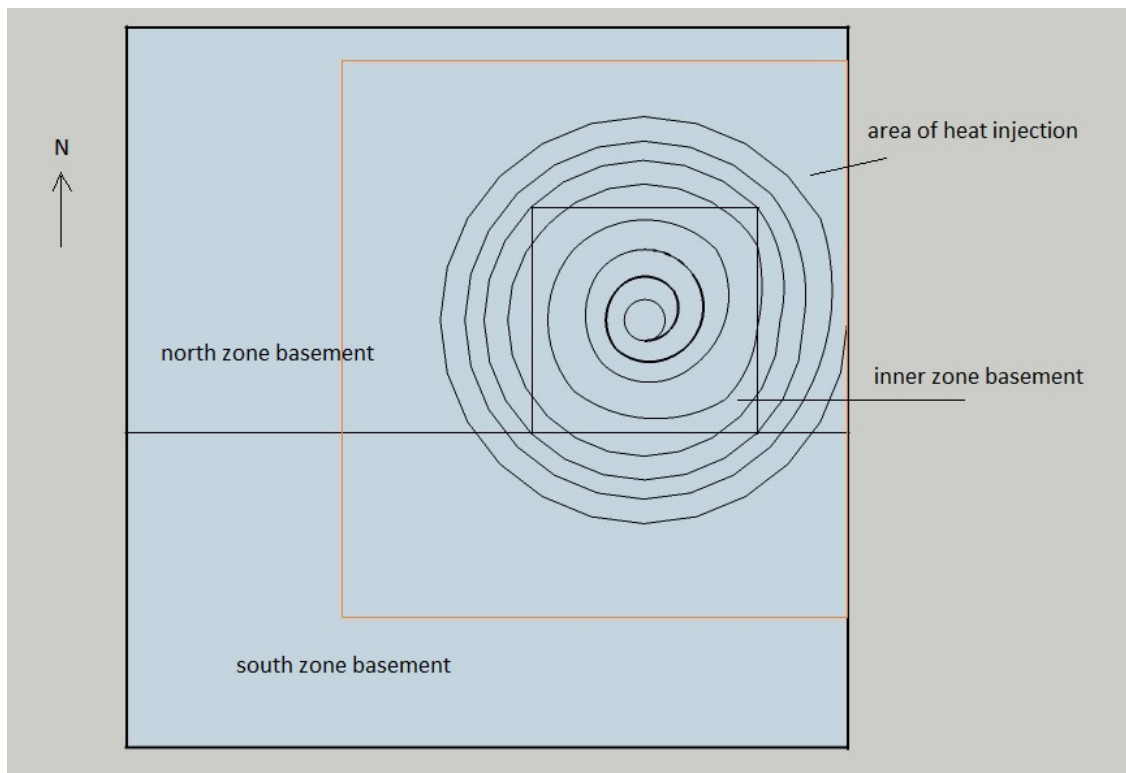 area of heat injection
N
north zone basement
inner zone basement
south zone basement